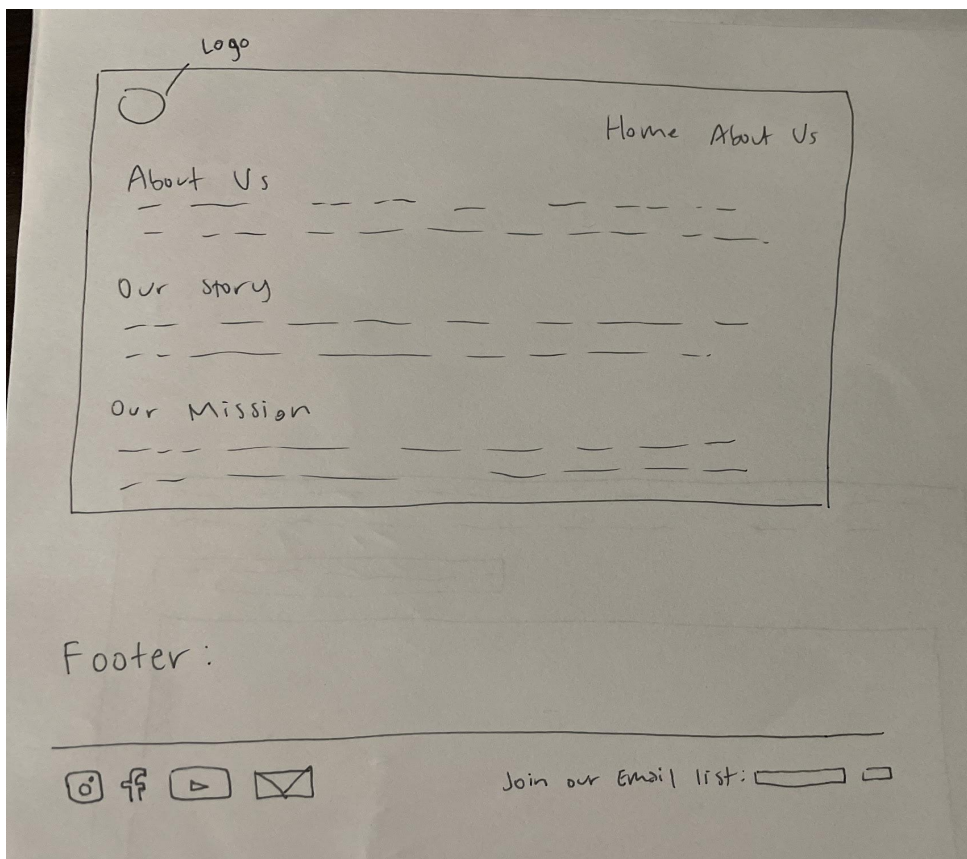 Logo
Home About Us
About Us
Our Story
Our Mission
Footer:
Join our Email list: